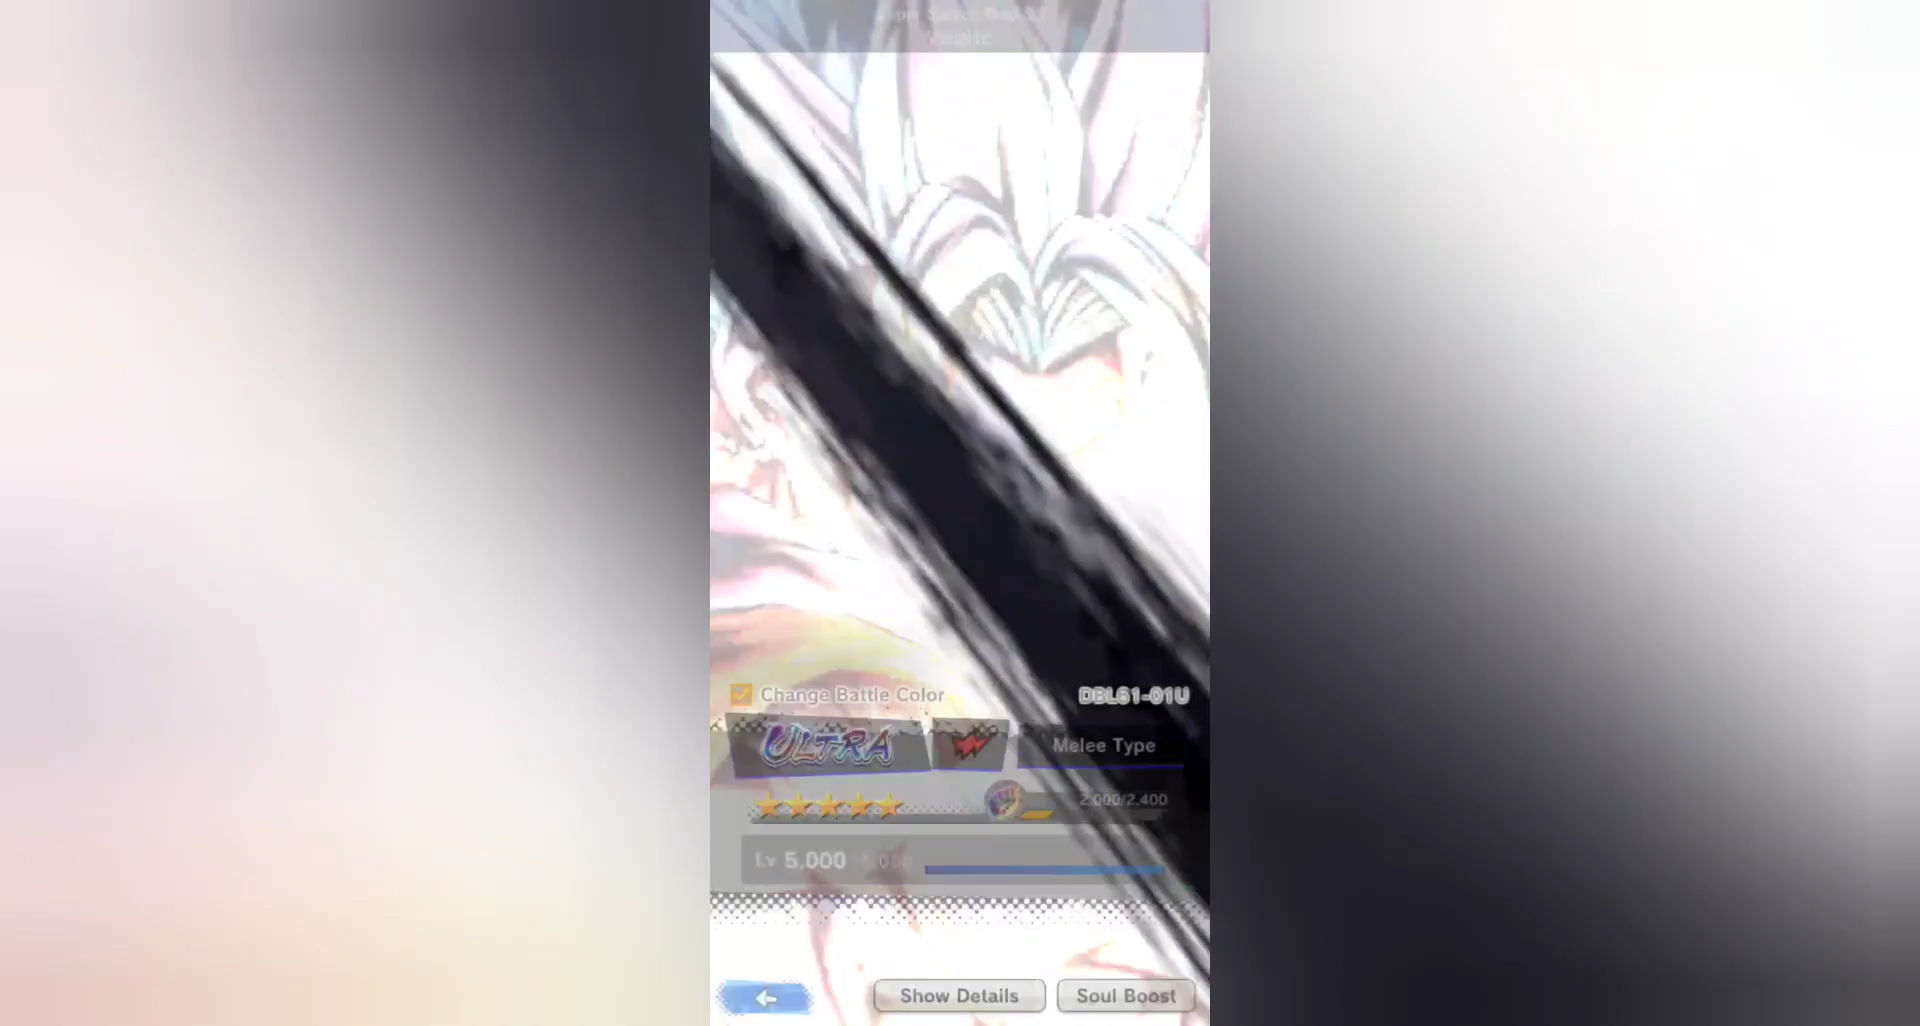 Change Battle Color DBL61-01U
ULTRA Melee Type
2,000/2,400
Lv 5,000
Show Details Soul Boost